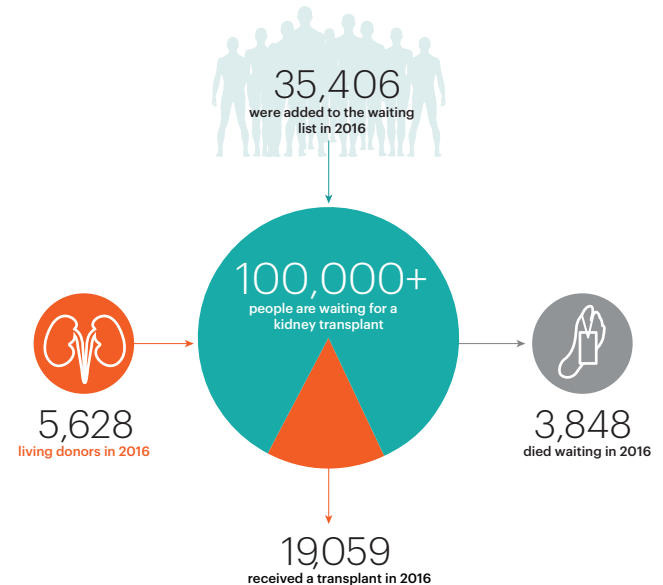 35,406
were added to the waiting
list in 2016
100,000+
people are waiting for a
kidney transplant
5,628
living donors in 2016
3,848
died waiting in 2016
19,059
received a transplant in 2016